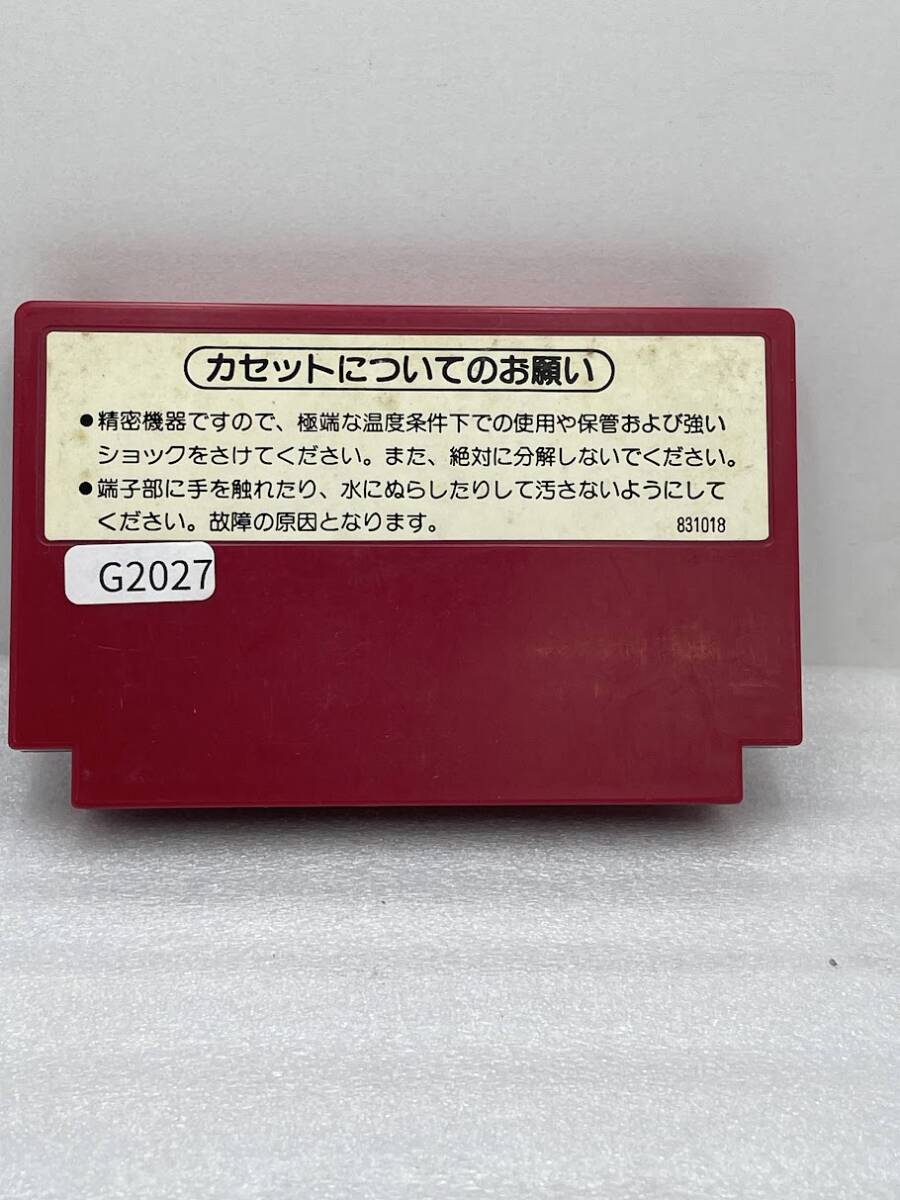 カセットについてのお願い
●精密機器ですので、極端な温度条件下での使用や保管および強い
ショックをさけてください。また、絶対に分解しないでください。
●端子部に手を触れたり、水にぬらしたりして汚さないようにして
ください。故障の原因となります。 831018
G2027